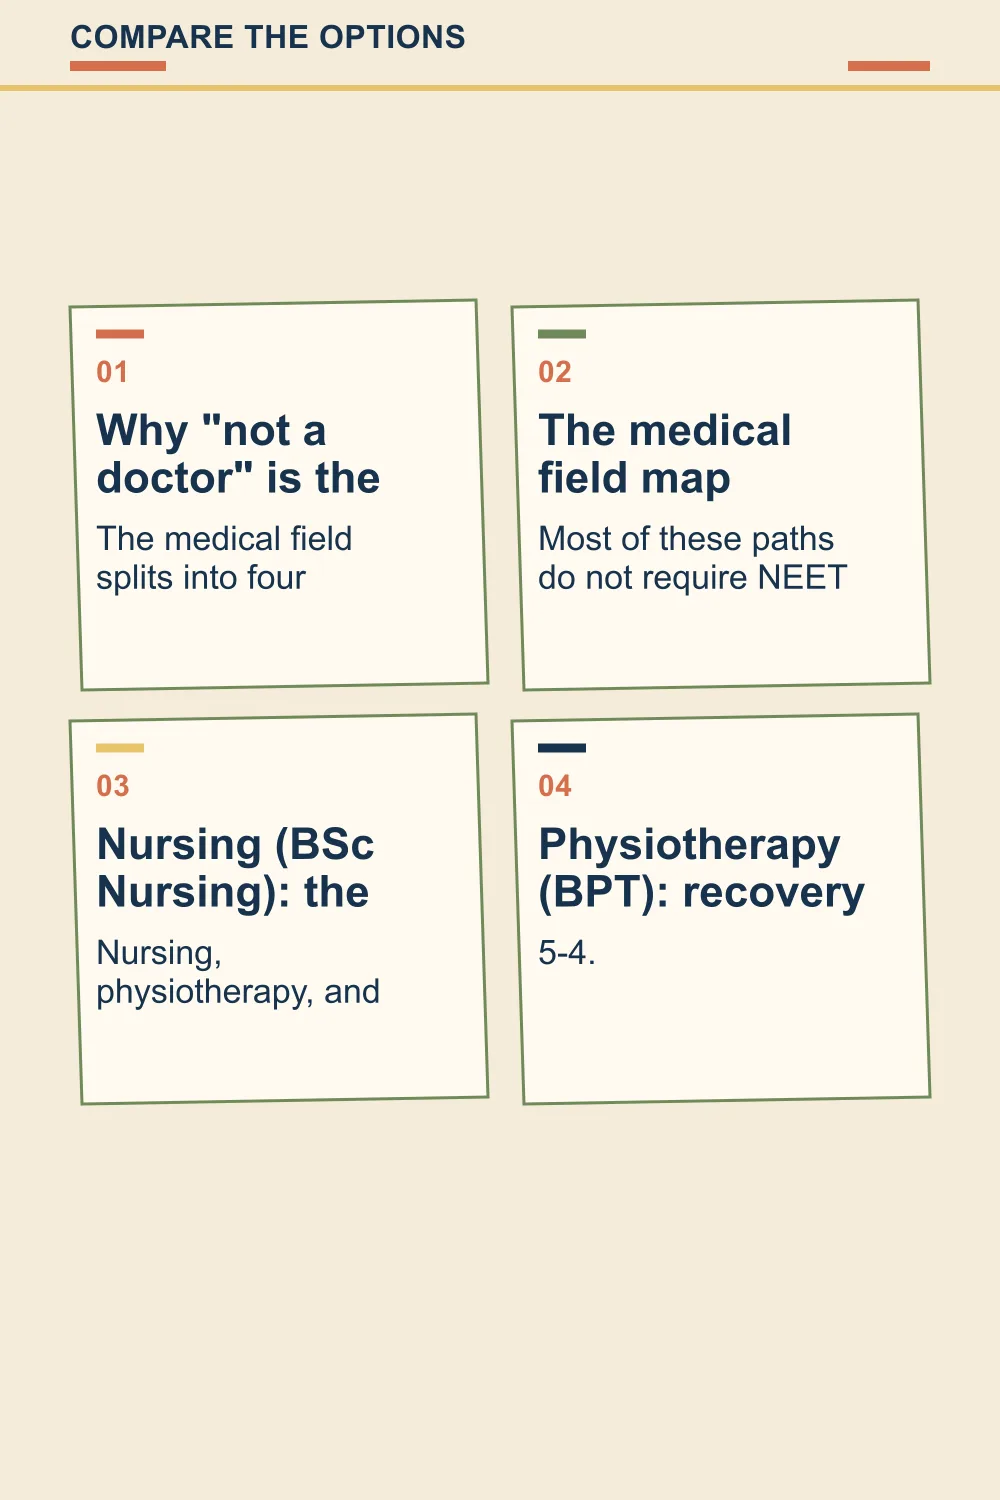 COMPARE THE OPTIONS
01
Why "not a
doctor" is the
The medical field
splits into four
02
The medical
field map
Most of these paths
do not require NEET
03
Nursing (BSc
Nursing): the
Nursing,
physiotherapy, and
04
Physiotherapy
(BPT): recovery
5-4.